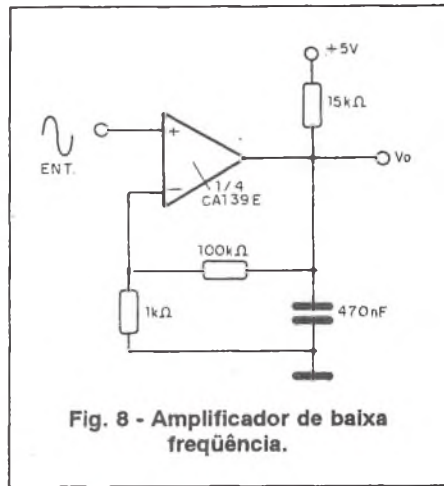 +5V
15kΩ
+
Vo
ENT.
-
1/4
CA139E
100kΩ
1kΩ
470nF
Fig. 8 - Amplificador de baixa
freqüência.